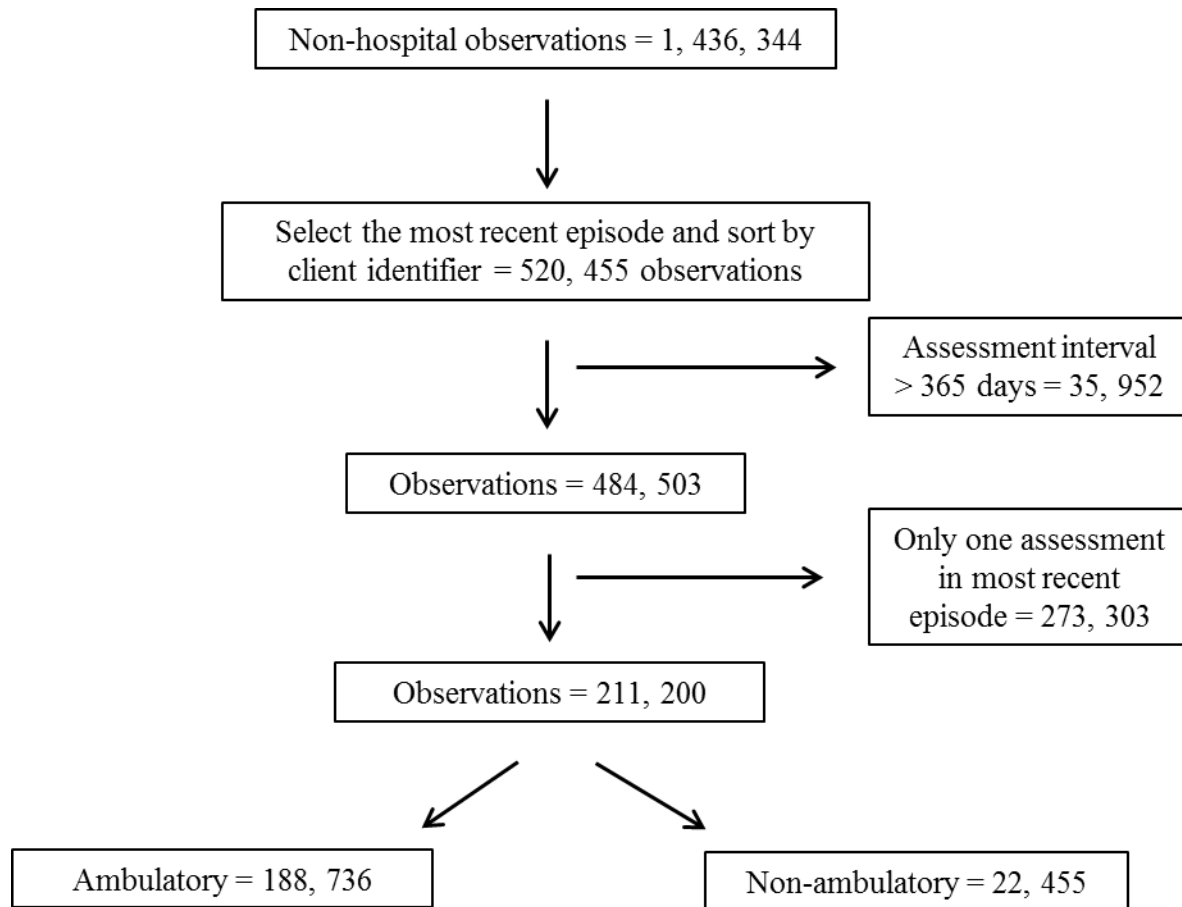 Non-hospital observations = 1, 436, 344
Select the most recent episode and sort by
client identifier = 520, 455 observations
Assessment interval
> 365 days = 35, 952
Observations = 484, 503
Only one assessment
in most recent
episode = 273, 303
Observations = 211, 200
Ambulatory = 188, 736
Non-ambulatory = 22, 455